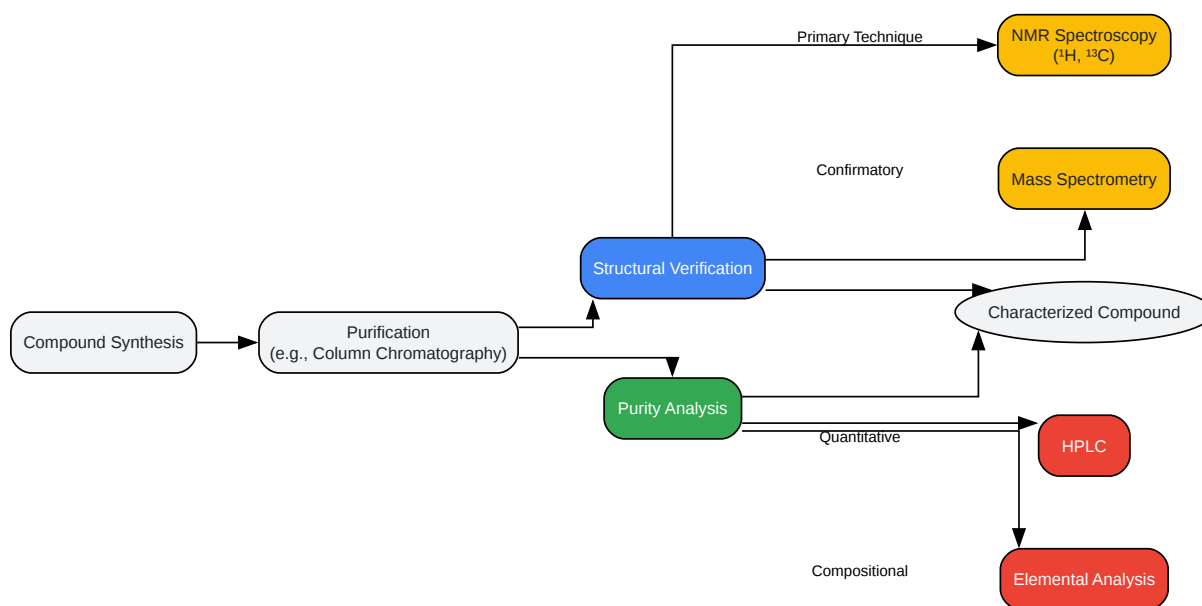 Primary Technique
NMR Spectroscopy
(¹H, ¹³C)
Confirmatory
Mass Spectrometry
Structural Verification
Characterized Compound
Compound Synthesis
Purification
(e.g., Column Chromatography)
Purity Analysis
Quantitative
HPLC
Compositional
Elemental Analysis